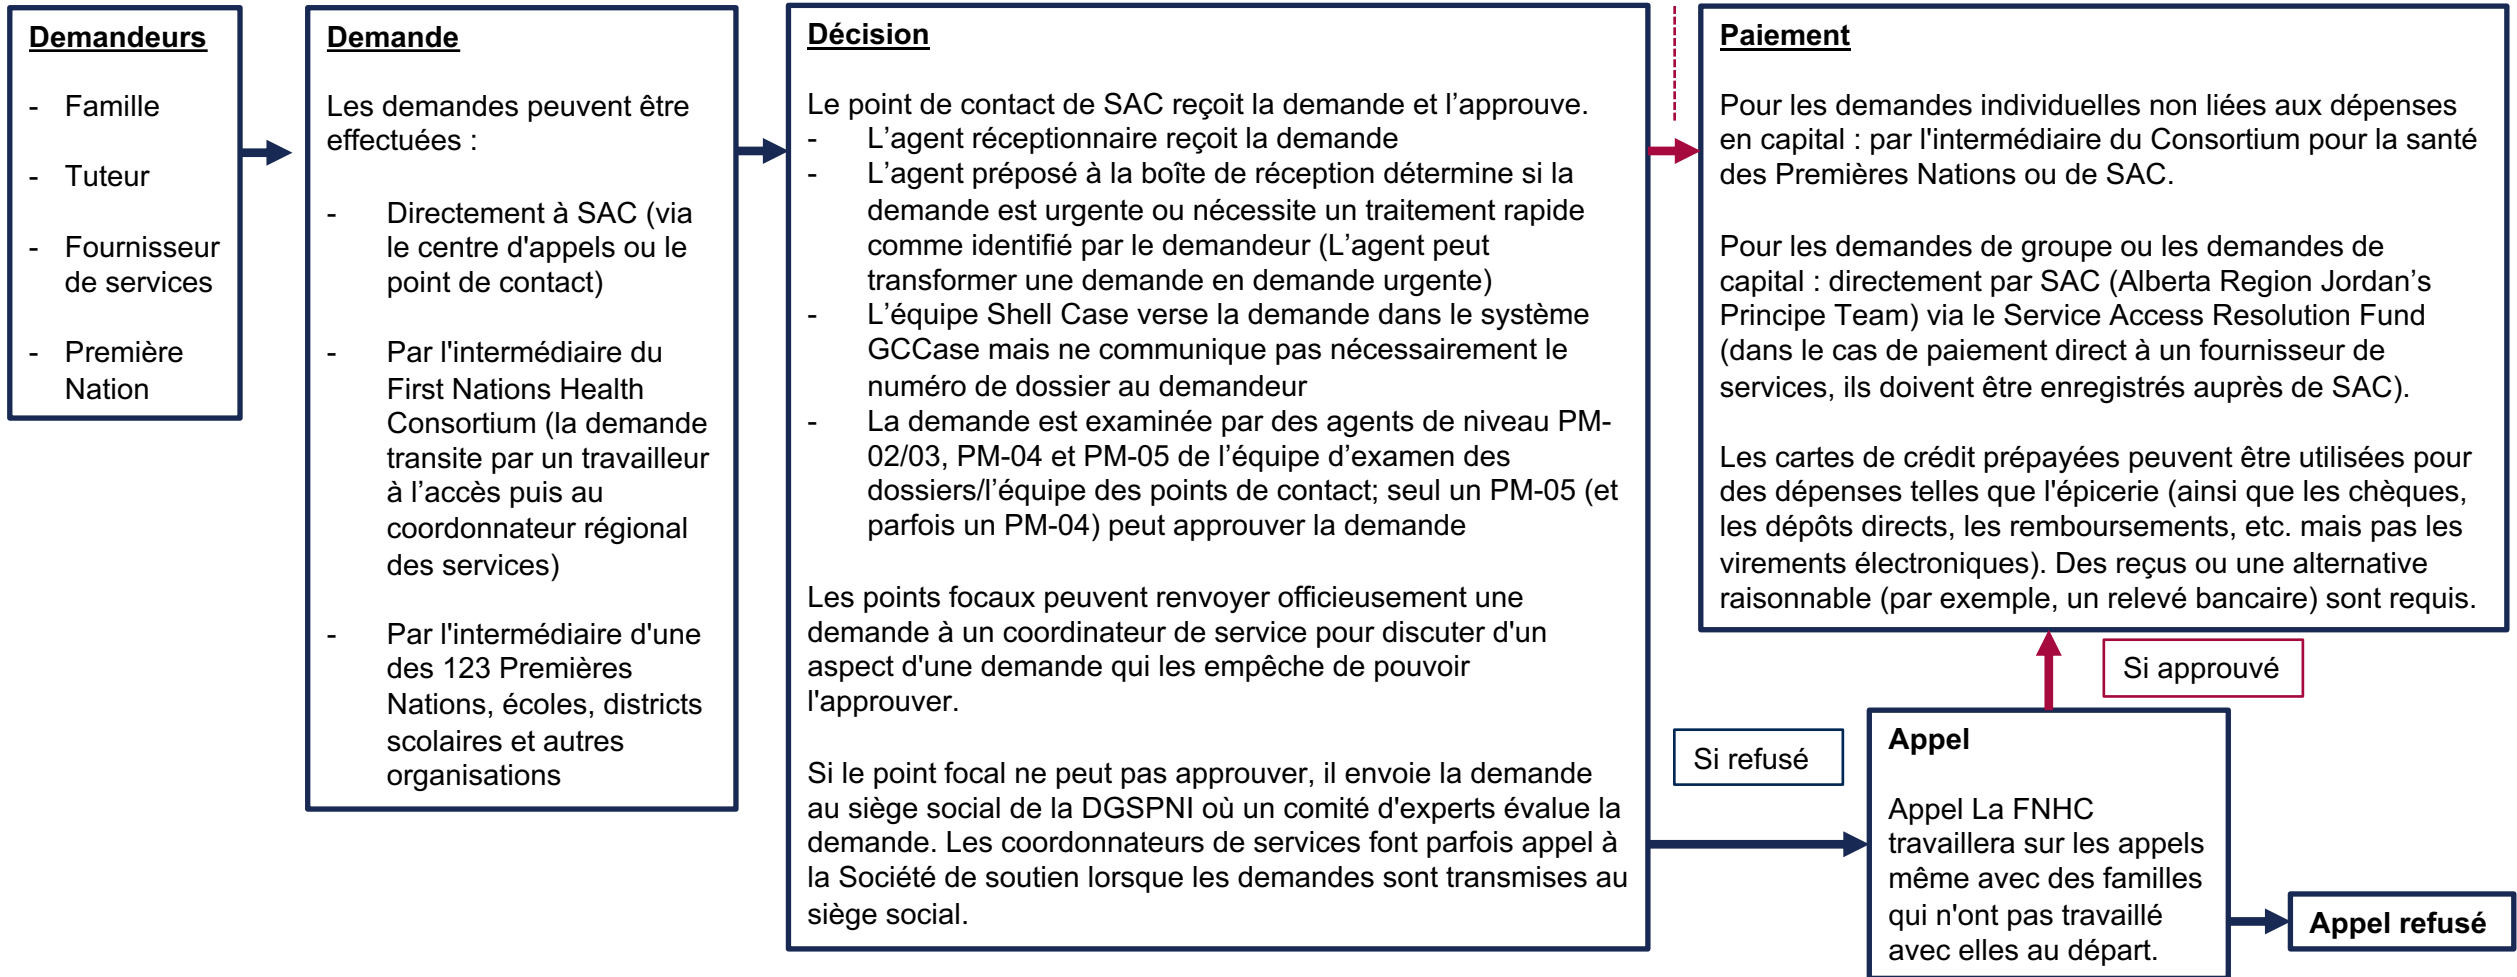 Demandeurs
- Famille
- Tuteur
- Fournisseur
de services
- Première
Nation
Demande
Les demandes peuvent être
effectuées :
- Directement à SAC (via
le centre d'appels ou le
point de contact)
- Par l'intermédiaire du
First Nations Health
Consortium (la demande
transite par un travailleur
à l’accès puis au
coordonnateur régional
des services)
- Par l'intermédiaire d'une
des 123 Premières
Nations, écoles, districts
scolaires et autres
organisations
Décision
Le point de contact de SAC reçoit la demande et l’approuve.
- L’agent réceptionnaire reçoit la demande
- L’agent préposé à la boîte de réception détermine si la
demande est urgente ou nécessite un traitement rapide
comme identifié par le demandeur (L’agent peut
transformer une demande en demande urgente)
- L’équipe Shell Case verse la demande dans le système
GCCase mais ne communique pas nécessairement le
numéro de dossier au demandeur
- La demande est examinée par des agents de niveau PM-
02/03, PM-04 et PM-05 de l’équipe d’examen des
dossiers/l’équipe des points de contact; seul un PM-05 (et
parfois un PM-04) peut approuver la demande
Les points focaux peuvent renvoyer officieusement une
demande à un coordinateur de service pour discuter d'un
aspect d'une demande qui les empêche de pouvoir
l'approuver.
Si le point focal ne peut pas approuver, il envoie la demande
au siège social de la DGSPNI où un comité d'experts évalue la
demande. Les coordonnateurs de services font parfois appel à
la Société de soutien lorsque les demandes sont transmises au
siège social.
Paiement
Pour les demandes individuelles non liées aux dépenses
en capital : par l'intermédiaire du Consortium pour la santé
des Premières Nations ou de SAC.
Pour les demandes de groupe ou les demandes de
capital : directement par SAC (Alberta Region Jordan’s
Principe Team) via le Service Access Resolution Fund
(dans le cas de paiement direct à un fournisseur de
services, ils doivent être enregistrés auprès de SAC).
Les cartes de crédit prépayées peuvent être utilisées pour
des dépenses telles que l'épicerie (ainsi que les chèques,
les dépôts directs, les remboursements, etc. mais pas les
virements électroniques). Des reçus ou une alternative
raisonnable (par exemple, un relevé bancaire) sont requis.
Si approuvé
Si refusé
Appel
Appel La FNHC
travaillera sur les appels
même avec des familles
qui n'ont pas travaillé
avec elles au départ.
Appel refusé